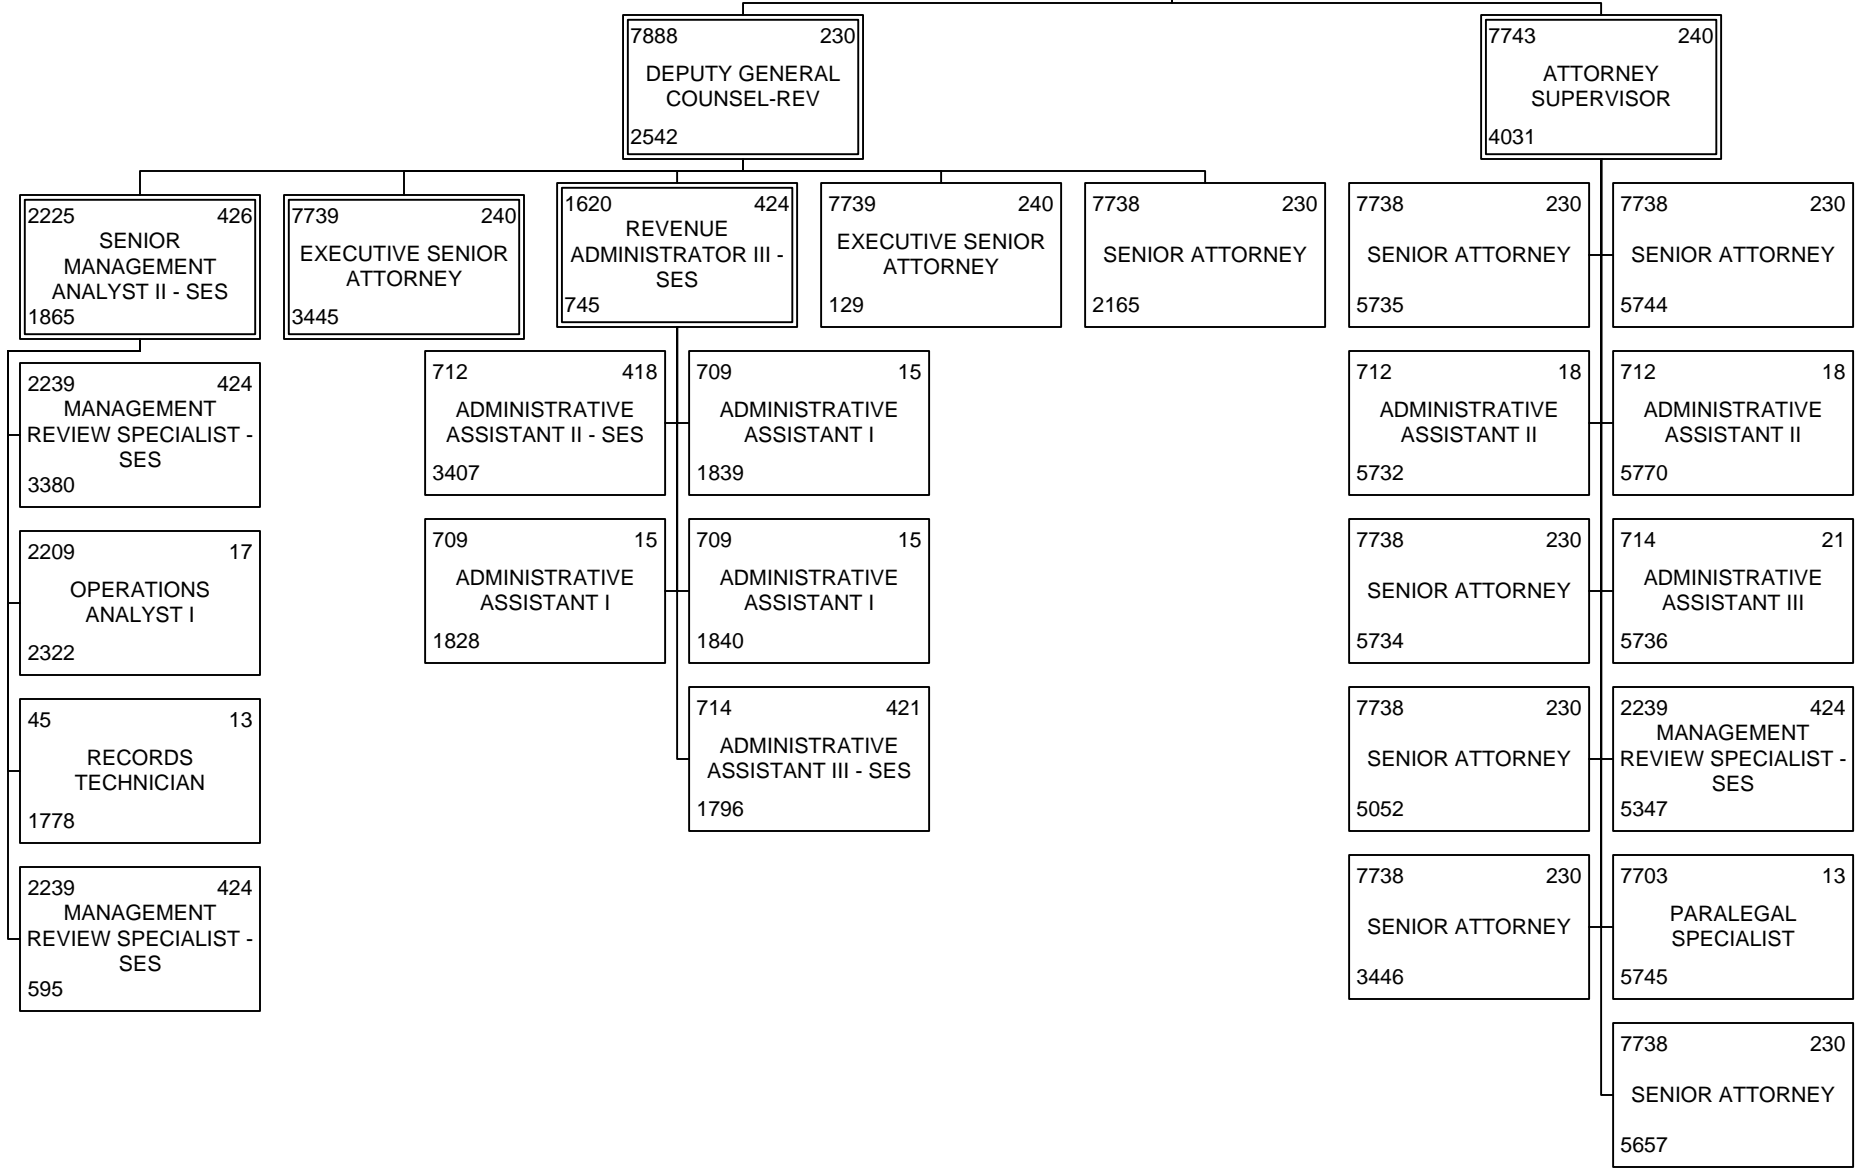 7888 230
DEPUTY GENERAL
COUNSEL-REV
2542
7743 240
ATTORNEY
SUPERVISOR
4031
2225 426
SENIOR
MANAGEMENT
ANALYST II - SES
1865
7739 240
EXECUTIVE SENIOR
ATTORNEY
3445
1620 424
REVENUE
ADMINISTRATOR III -
SES
745
7739 240
EXECUTIVE SENIOR
ATTORNEY
129
7738 230
SENIOR ATTORNEY
2165
7738 230
SENIOR ATTORNEY
5735
7738 230
SENIOR ATTORNEY
5744
2239 424
MANAGEMENT
REVIEW SPECIALIST -
SES
3380
712 418
ADMINISTRATIVE
ASSISTANT II - SES
3407
709 15
ADMINISTRATIVE
ASSISTANT I
1839
712 18
ADMINISTRATIVE
ASSISTANT II
5732
712 18
ADMINISTRATIVE
ASSISTANT II
5770
2209 17
OPERATIONS
ANALYST I
2322
709 15
ADMINISTRATIVE
ASSISTANT I
1828
709 15
ADMINISTRATIVE
ASSISTANT I
1840
7738 230
SENIOR ATTORNEY
5734
714 21
ADMINISTRATIVE
ASSISTANT III
5736
45 13
RECORDS
TECHNICIAN
1778
714 421
ADMINISTRATIVE
ASSISTANT III - SES
1796
7738 230
SENIOR ATTORNEY
5052
2239 424
MANAGEMENT
REVIEW SPECIALIST -
SES
5347
2239 424
MANAGEMENT
REVIEW SPECIALIST -
SES
595
7738 230
SENIOR ATTORNEY
3446
7703 13
PARALEGAL
SPECIALIST
5745
7738 230
SENIOR ATTORNEY
5657